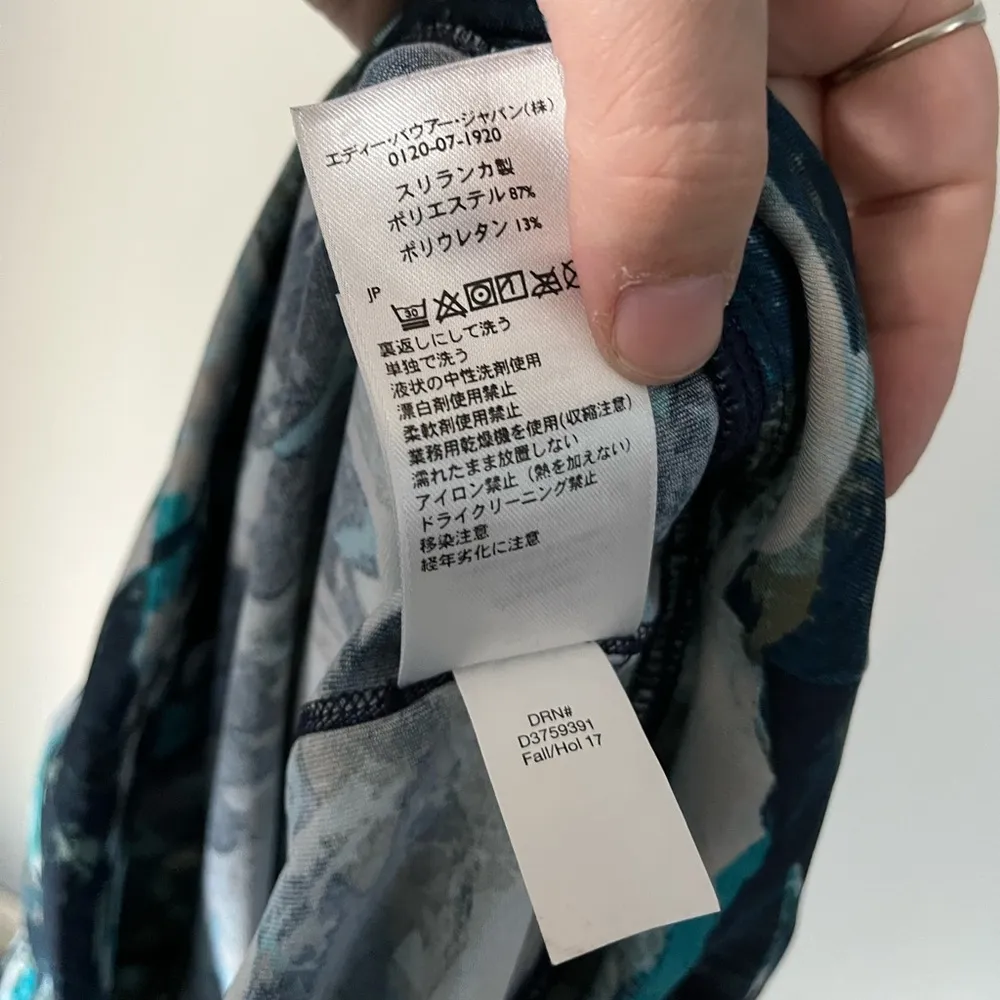 エディー・バウアー・ジャパン(株)
0120-07-1920
スリランカ製
ポリエステル 87%
ポリウレタン 13%
JP
30
裏返しにして洗う
単独で洗う
液状の中性洗剤使用
漂白剤使用禁止
柔軟剤使用禁止
業務用乾燥機を使用(収縮注意)
濡れたまま放置しない
アイロン禁止（熱を加えない）
ドライクリーニング禁止
移染注意
経年劣化に注意
DRN#
D3759391
Fall/Hol 17